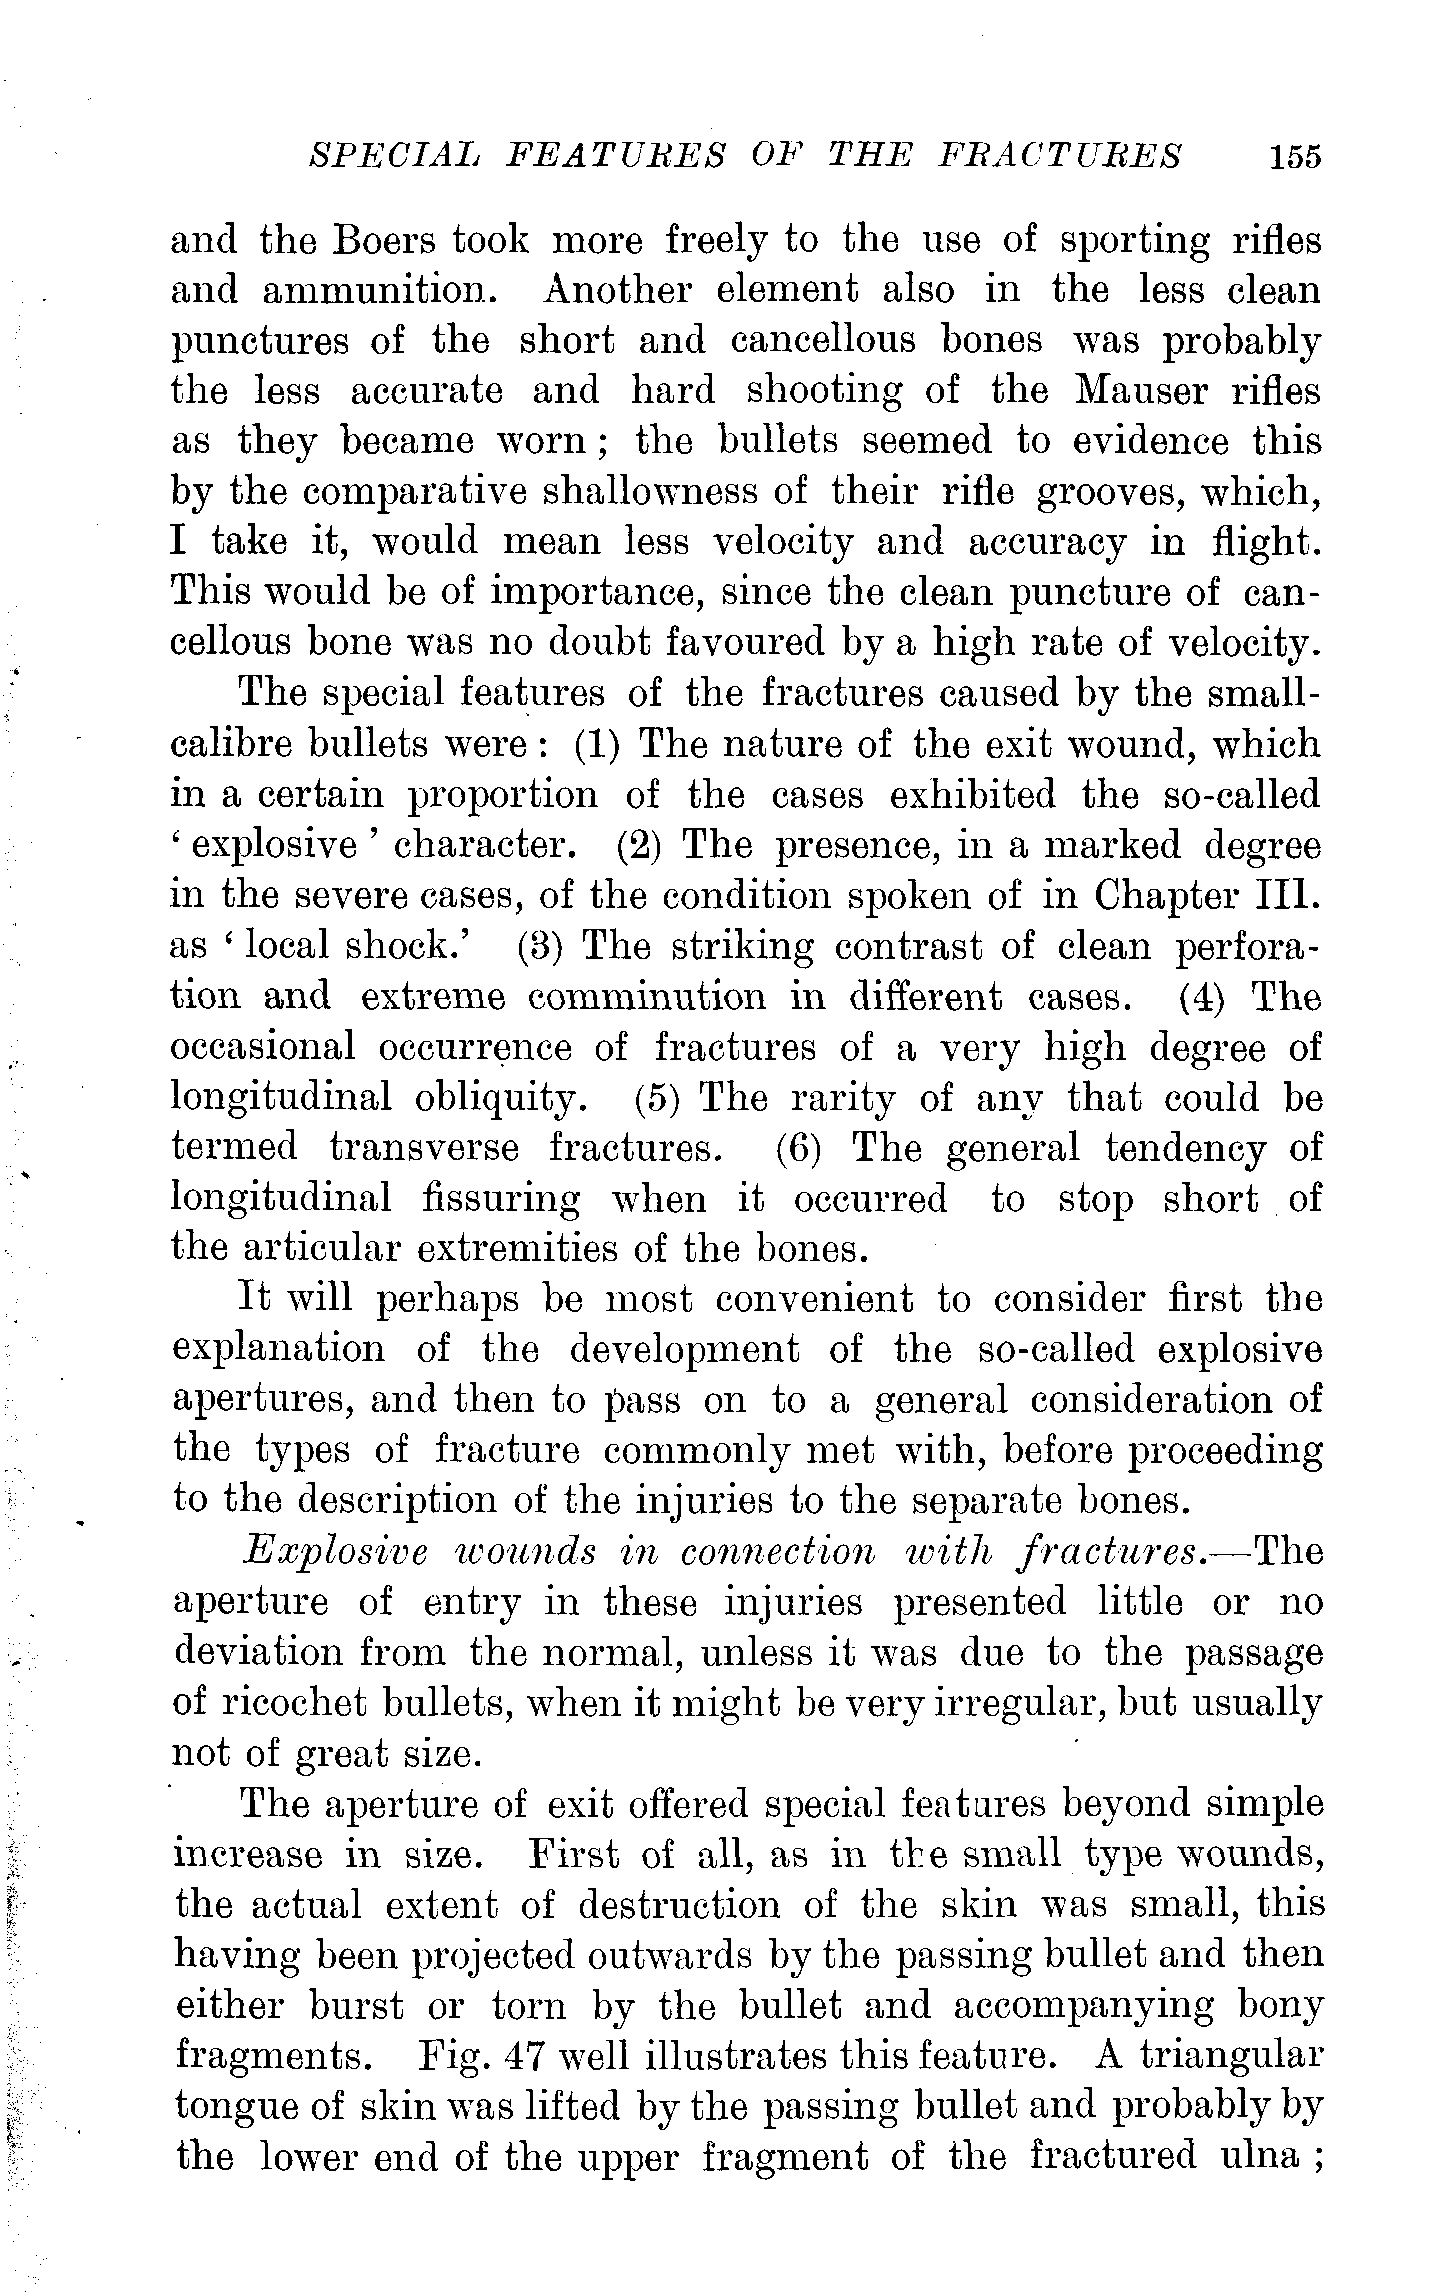 SPECIAL FEATURES OF THE FRACTURES 155
and the Boers took more freely to the use of sporting rifles
and ammunition. Another element also in the less clean
punctures of the short and cancellous bones was probably
the less accurate and hard shooting of the Mauser rifles
as they became worn ; the bullets seemed to evidence this
by the comparative shallowness of their rifle grooves, which,
I take it, would mean less velocity and accuracy in flight.
This would be of importance, since the clean puncture of can-
cellous bone was no doubt favoured by a high rate of velocity.
The special features of the fractures caused by the small-
calibre bullets were : (1) The nature of the exit wound, which
in a certain proportion of the cases exhibited the so-called
‘ explosive ’ character. (2) The presence, in a marked degree
in the severe cases, of the condition spoken of in Chapter III.
as ‘ local shock.’ (3) The striking contrast of clean perfora-
tion and extreme comminution in different cases. (4) The
occasional occurrence of fractures of a very high degree of
longitudinal obliquity. (5) The rarity of any that could be
termed transverse fractures. (6) The general tendency of
longitudinal fissuring when it occurred to stop short of
the articular extremities of the bones.
It will perhaps be most convenient to consider first the
explanation of the development of the so-called explosive
apertures, and then to pass on to a general consideration of
the types of fracture commonly met with, before proceeding
to the description of the injuries to the separate bones.
Explosive wounds in connection with fractures.—The
aperture of entry in these injuries presented little or no
deviation from the normal, unless it was due to the passage
of ricochet bullets, when it might be very irregular, but usually
not of great size.
The aperture of exit offered special features beyond simple
increase in size. First of all, as in the small type wounds,
the actual extent of destruction of the skin was small, this
having been projected outwards by the passing bullet and then
either burst or torn by the bullet and accompanying bony
fragments. Fig. 47 well illustrates this feature. A triangular
tongue of skin was lifted by the passing bullet and probably by
the lower end of the upper fragment of the fractured ulna ;